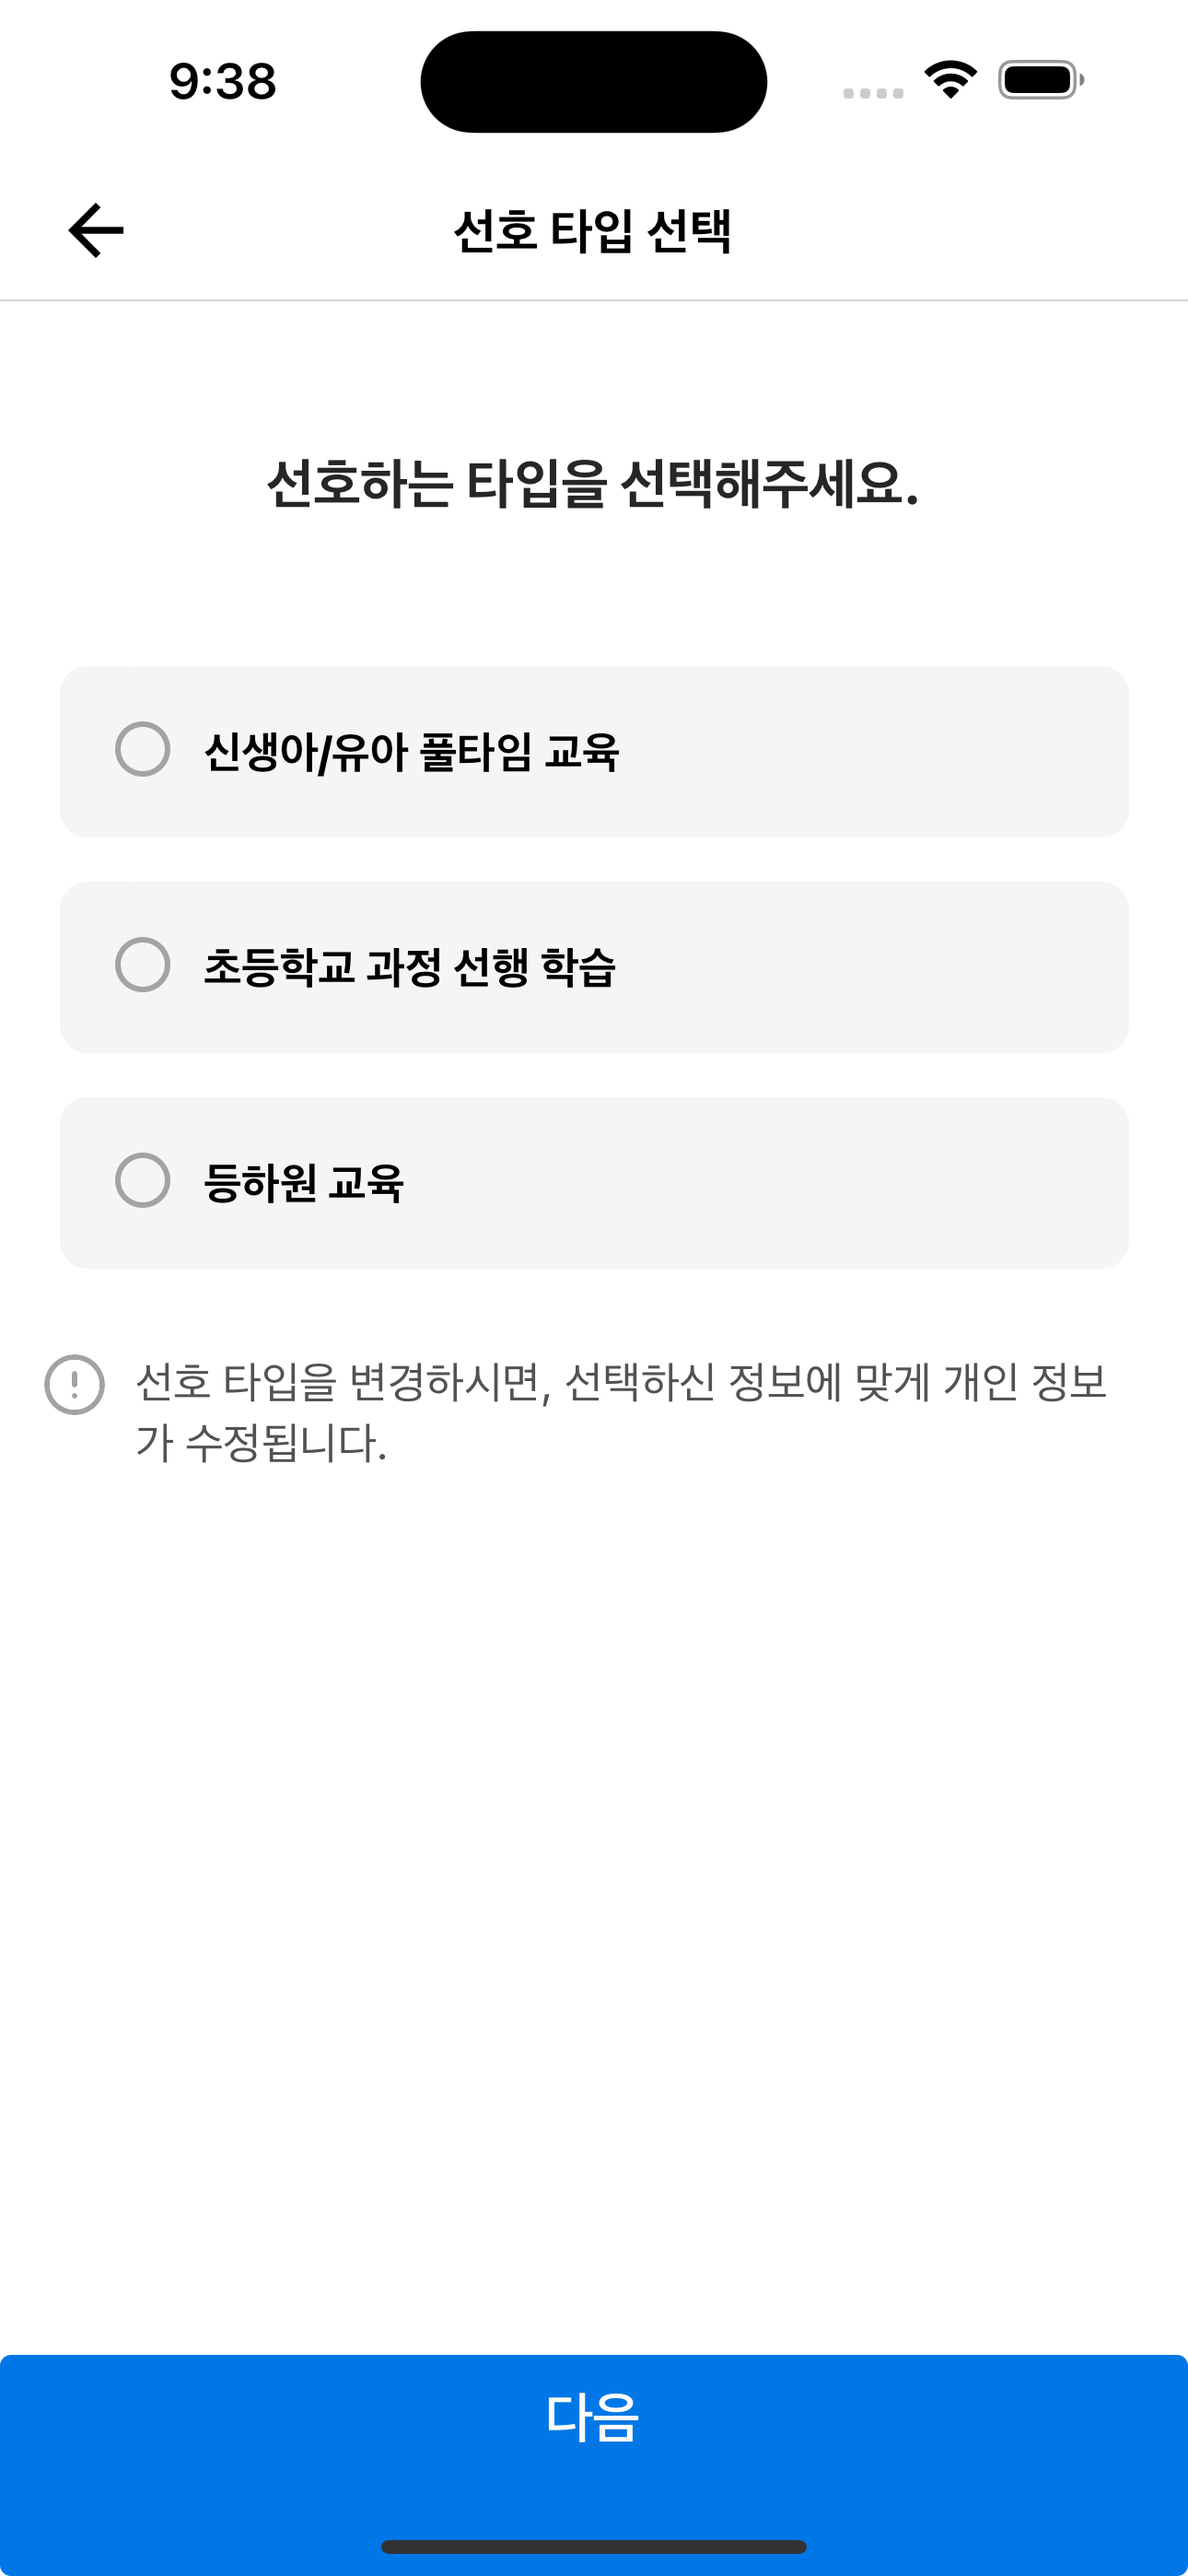 9:38
선호 타입 선택
선호하는 타입을 선택해주세요.
신생아/유아 풀타임 교육
초등학교 과정 선행 학습
등하원 교육
선호 타입을 변경하시면, 선택하신 정보에 맞게 개인 정보
가 수정됩니다.
다음